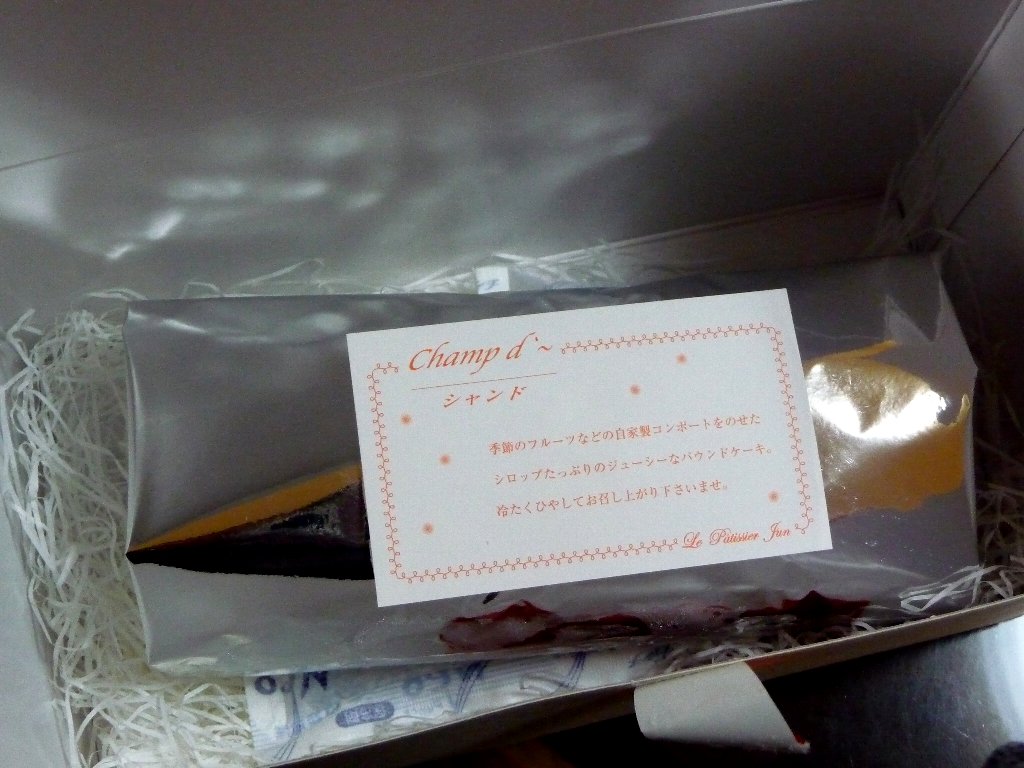 Champ d'~
シャンド
季節のフルーツなどの自家製コンポートをのせた
シロップたっぷりのジューシーなパウンドケーキ。
冷たくひやしてお召し上がり下さいませ。
Le Pâtissier Jun